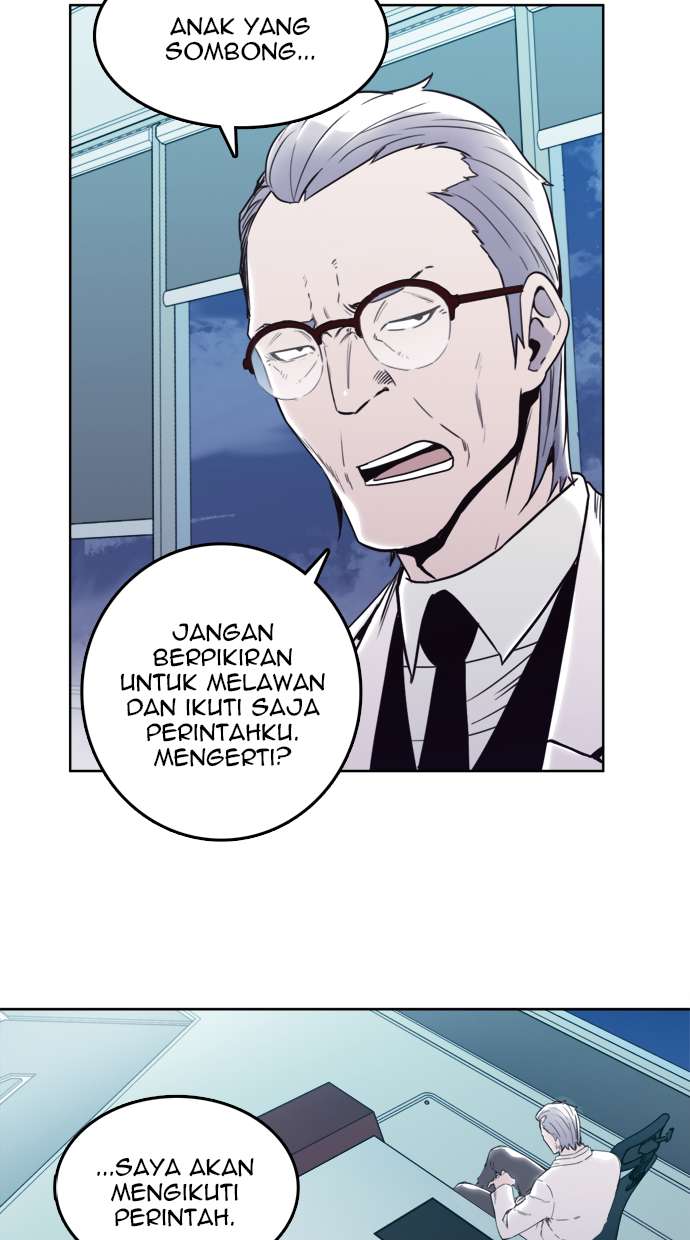 ANAK YANG
SOMBONG...
JANGAN
BERPIKIRAN
UNTUK MELAWAN
DAN IKUTI SAJA
PERINTAHKU.
MENGERTI?
...SAYA AKAN
MENGIKUTI
PERINTAH.